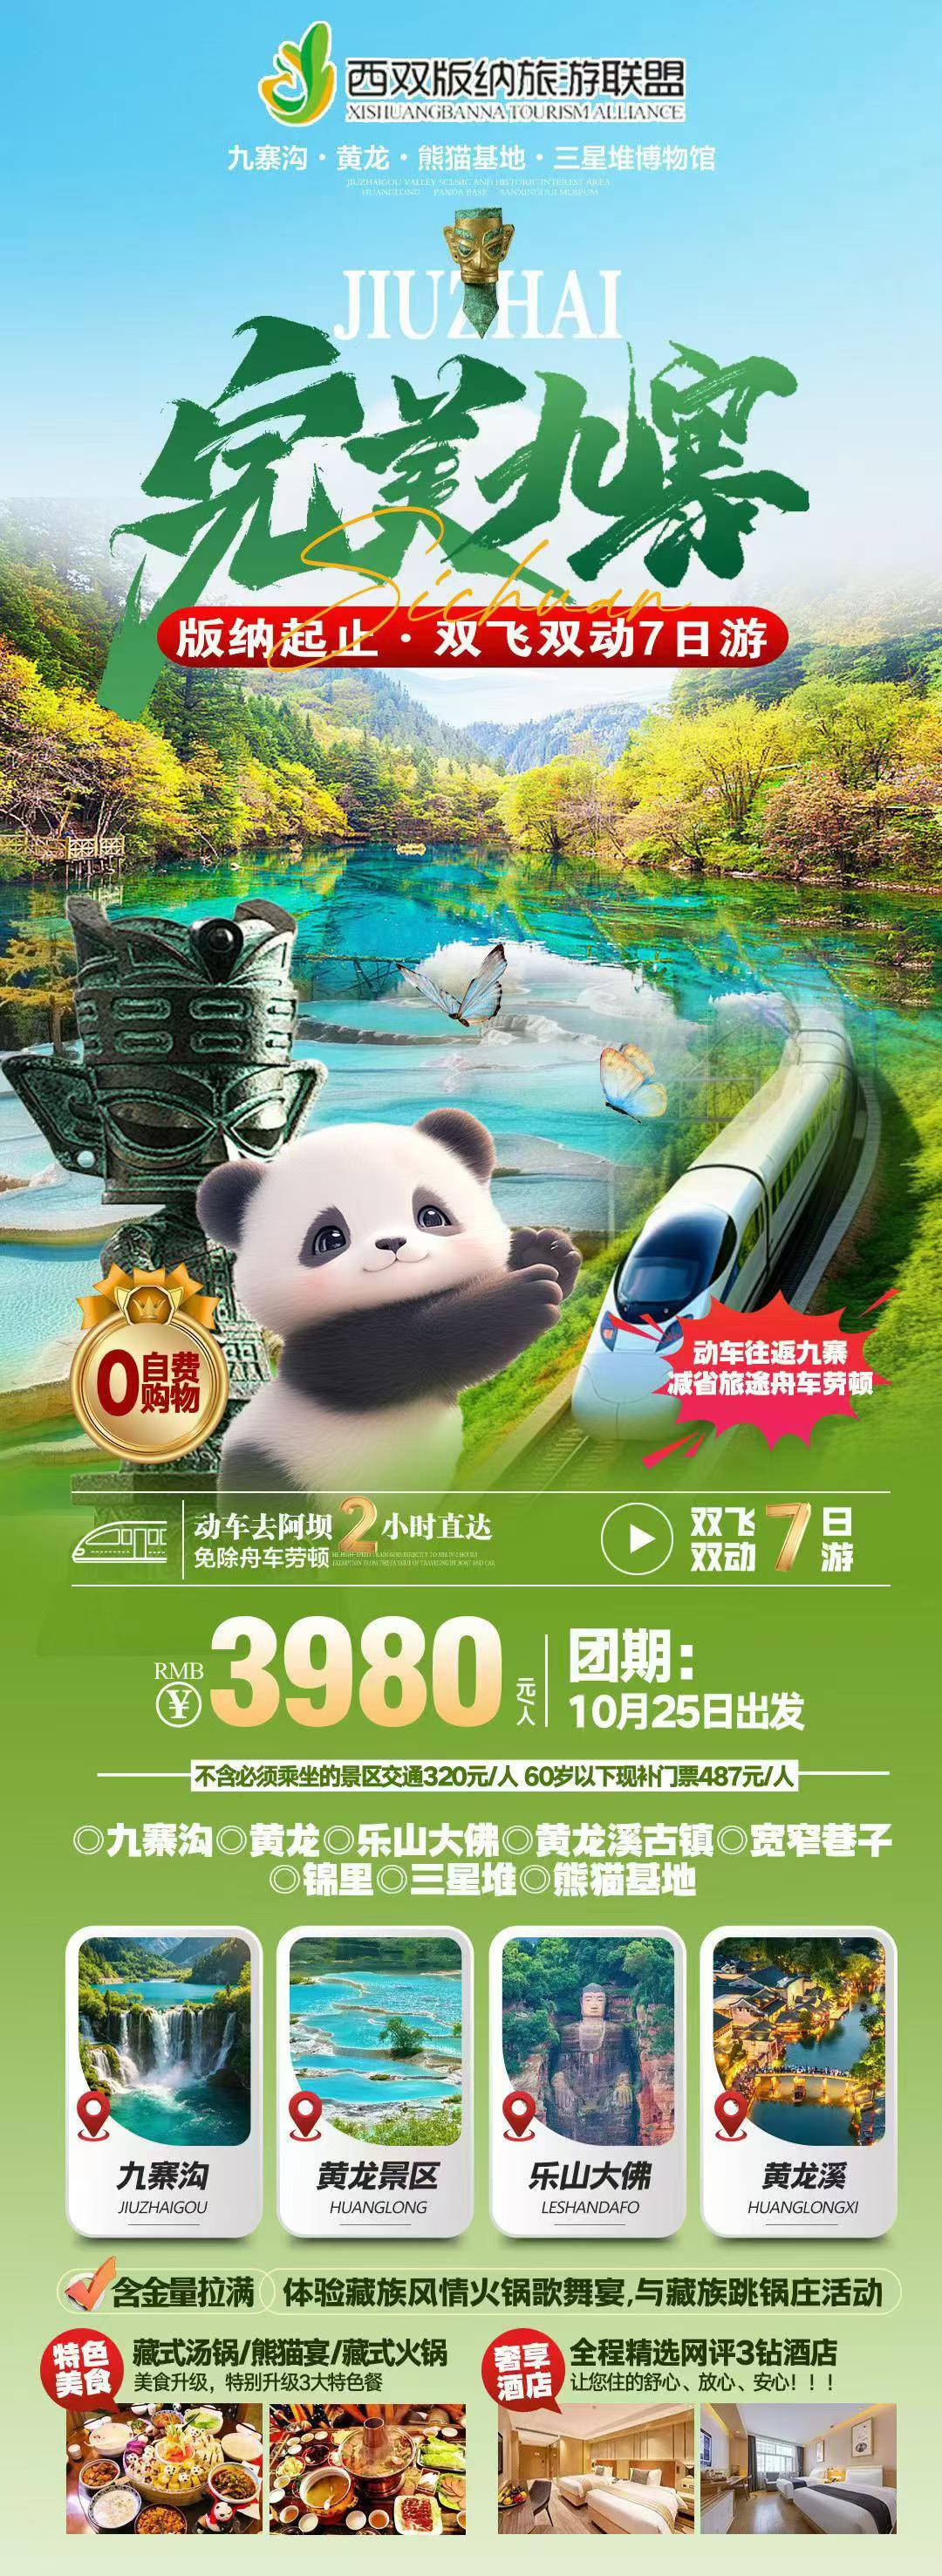 西双版纳旅游联盟
XISHUANGBANNA TOURISM ALLIANCE
九寨沟·黄龙·熊猫基地·三星堆博物馆
JIUZHAIGOU VALLEY SCENIC AND HISTORIC INTEREST AREA
HUANGLONG PANDA BASE SANXINGDUI MUSEUM
JIUZHAI
完美九寨
Sichuan
版纳起止·双飞双动7日游
0自费
购物
动车往返九寨
减省旅途舟车劳顿
动车去阿坝2小时直达
免除舟车劳顿
双飞
双动
7日游
RMB
¥3980元/人
团期：
10月25日出发
不含必须乘坐的景区交通320元/人 60岁以下现补门票487元/人
◎九寨沟◎黄龙◎乐山大佛◎黄龙溪古镇◎宽窄巷子
◎锦里◎三星堆◎熊猫基地
九寨沟
JIUZHAIGOU
黄龙景区
HUANGLONG
乐山大佛
LESHANDAFO
黄龙溪
HUANGLONGXI
含金量拉满
体验藏族风情火锅歌舞宴,与藏族跳锅庄活动
特色
美食
藏式汤锅/熊猫宴/藏式火锅
美食升级，特别升级3大特色餐
奢享
酒店
全程精选网评3钻酒店
让您住的舒心、放心、安心！！！